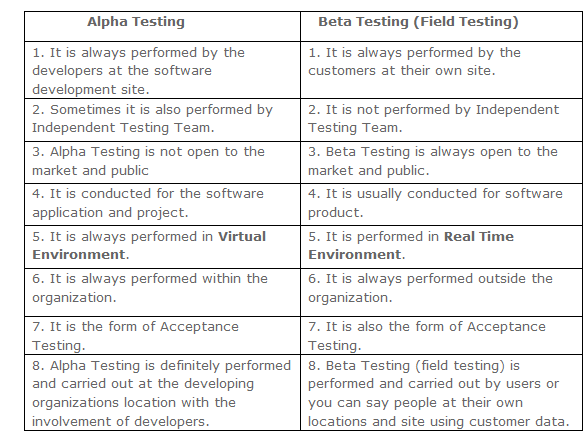 Alpha Testing
Beta Testing (Field Testing)
1. It is always performed by the
developers at the software
development site.
1. It is always performed by the
customers at their own site.
2. Sometimes it is also performed by
Independent Testing Team.
2. It is not performed by Independent
Testing Team.
3. Alpha Testing is not open to the
market and public
3. Beta Testing is always open to the
market and public.
4. It is conducted for the software
application and project.
4. It is usually conducted for software
product.
5. It is always performed in Virtual
Environment.
5. It is performed in Real Time
Environment.
6. It is always performed within the
organization.
6. It is always performed outside the
organization.
7. It is the form of Acceptance
Testing.
7. It is also the form of Acceptance
Testing.
8. Alpha Testing is definitely performed
and carried out at the developing
organizations location with the
involvement of developers.
8. Beta Testing (field testing) is
performed and carried out by users or
you can say people at their own
locations and site using customer data.